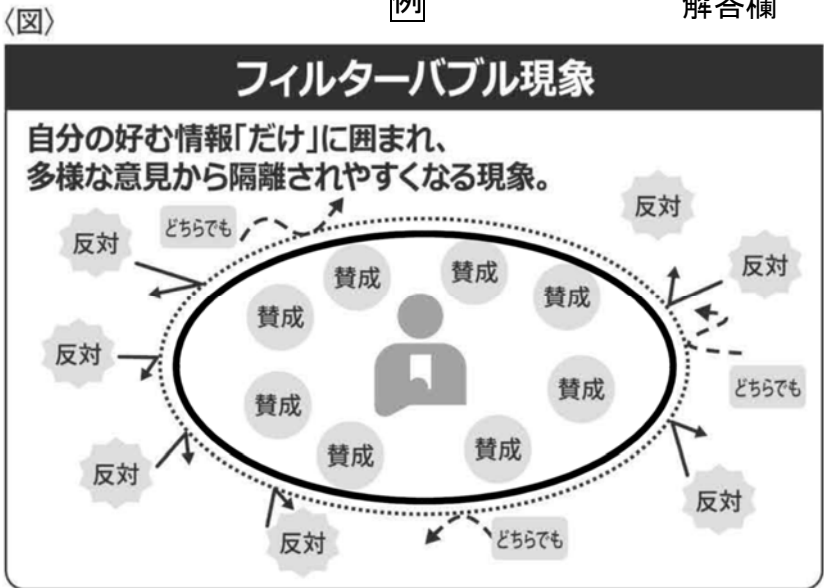 例
解答欄
〈図〉
フィルターバブル現象
自分の好む情報「だけ」に囲まれ、
多様な意見から隔離されやすくなる現象。
反対
どちらでも
反対
賛成
賛成
反対
賛成
賛成
反対
賛成
賛成
どちらでも
反対
賛成
賛成
反対
反対
どちらでも